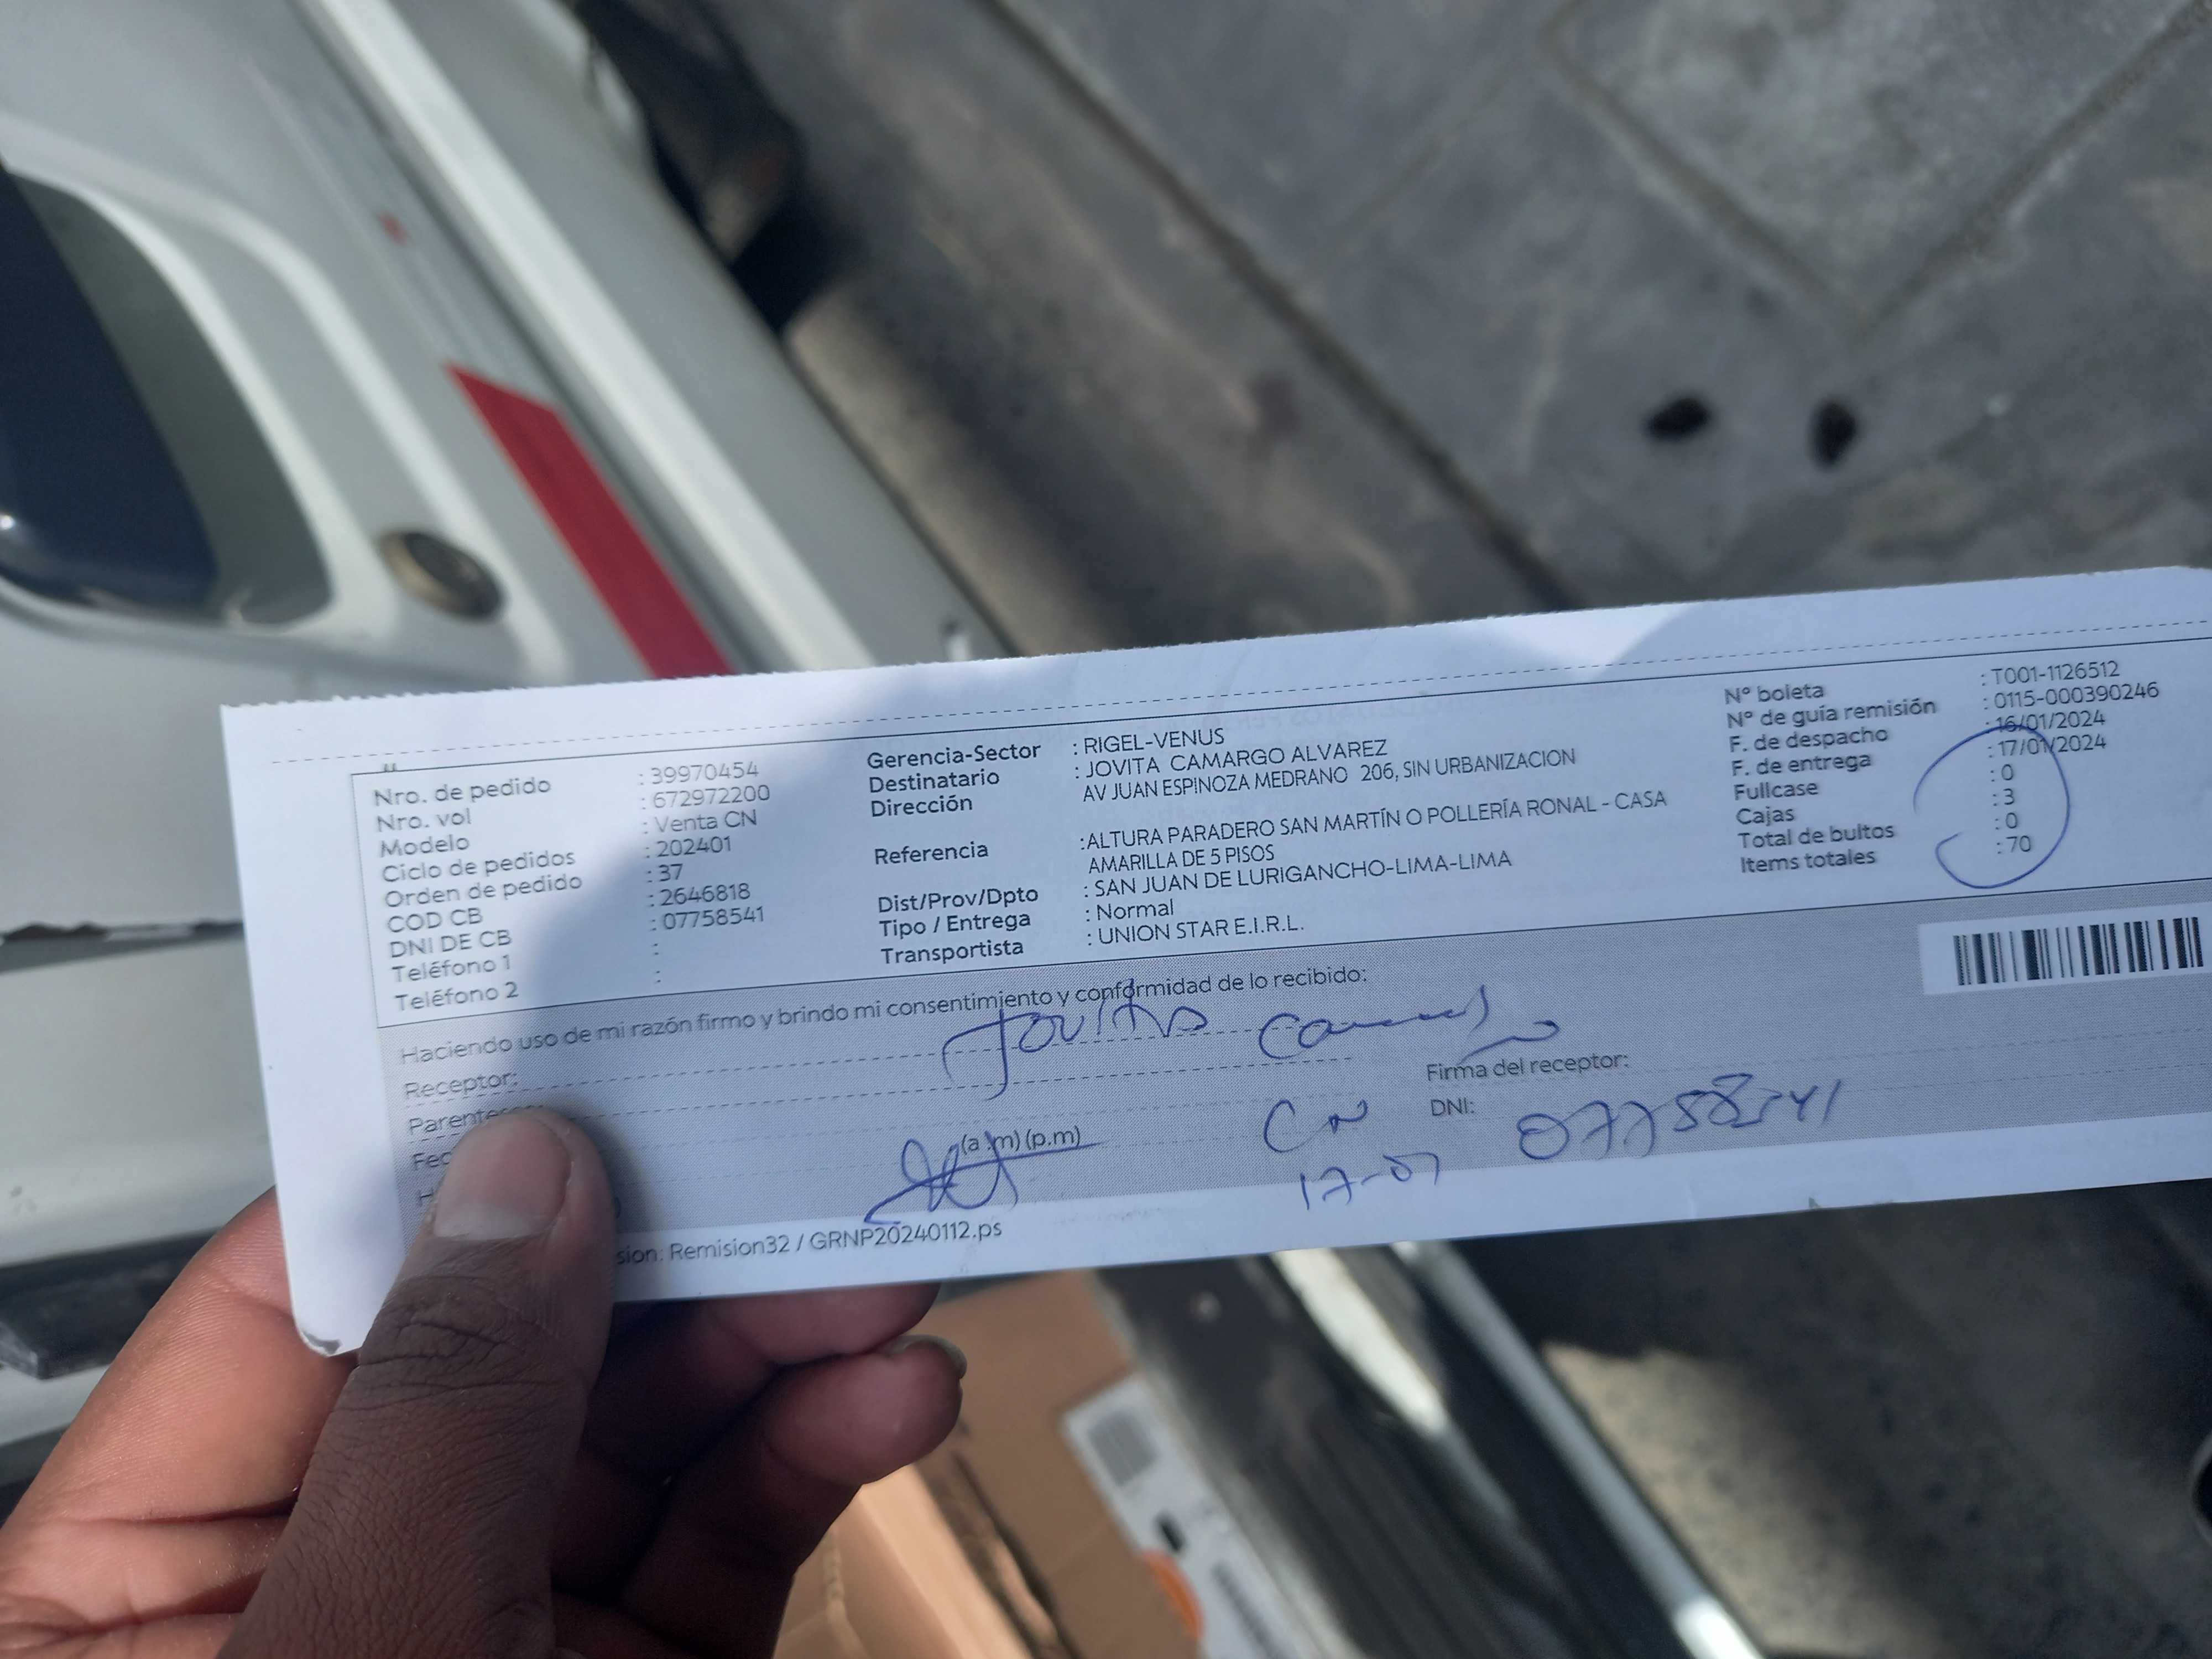 Nro. de pedido : 39970454
Nro. vol : 672972200
Modelo : Venta CN
Ciclo de pedidos : 202401
Orden de pedido : 37
COD CB : 2646818
DNI DE CB : 07758541
Teléfono 1 :
Teléfono 2 :
Gerencia-Sector : RIGEL-VENUS
Destinatario : JOVITA CAMARGO ALVAREZ
Dirección AV JUAN ESPINOZA MEDRANO 206, SIN URBANIZACION
Referencia :ALTURA PARADERO SAN MARTÍN O POLLERÍA RONAL - CASA
AMARILLA DE 5 PISOS
Dist/Prov/Dpto : SAN JUAN DE LURIGANCHO-LIMA-LIMA
Tipo / Entrega : Normal
Transportista : UNION STAR E.I.R.L.
N° boleta : T001-1126512
N° de guía remisión : 0115-000390246
F. de despacho : 16/01/2024
F. de entrega : 17/01/2024
Fullcase : 0
Cajas : 3
Total de bultos : 0
Items totales : 70
Haciendo uso de mi razón firmo y brindo mi consentimiento y conformidad de lo recibido:
Receptor: Jovita
Firma del receptor:
(a.m) (p.m) CN DNI: 07758541
17-01
sion: Remision32 / GRNP20240112.ps